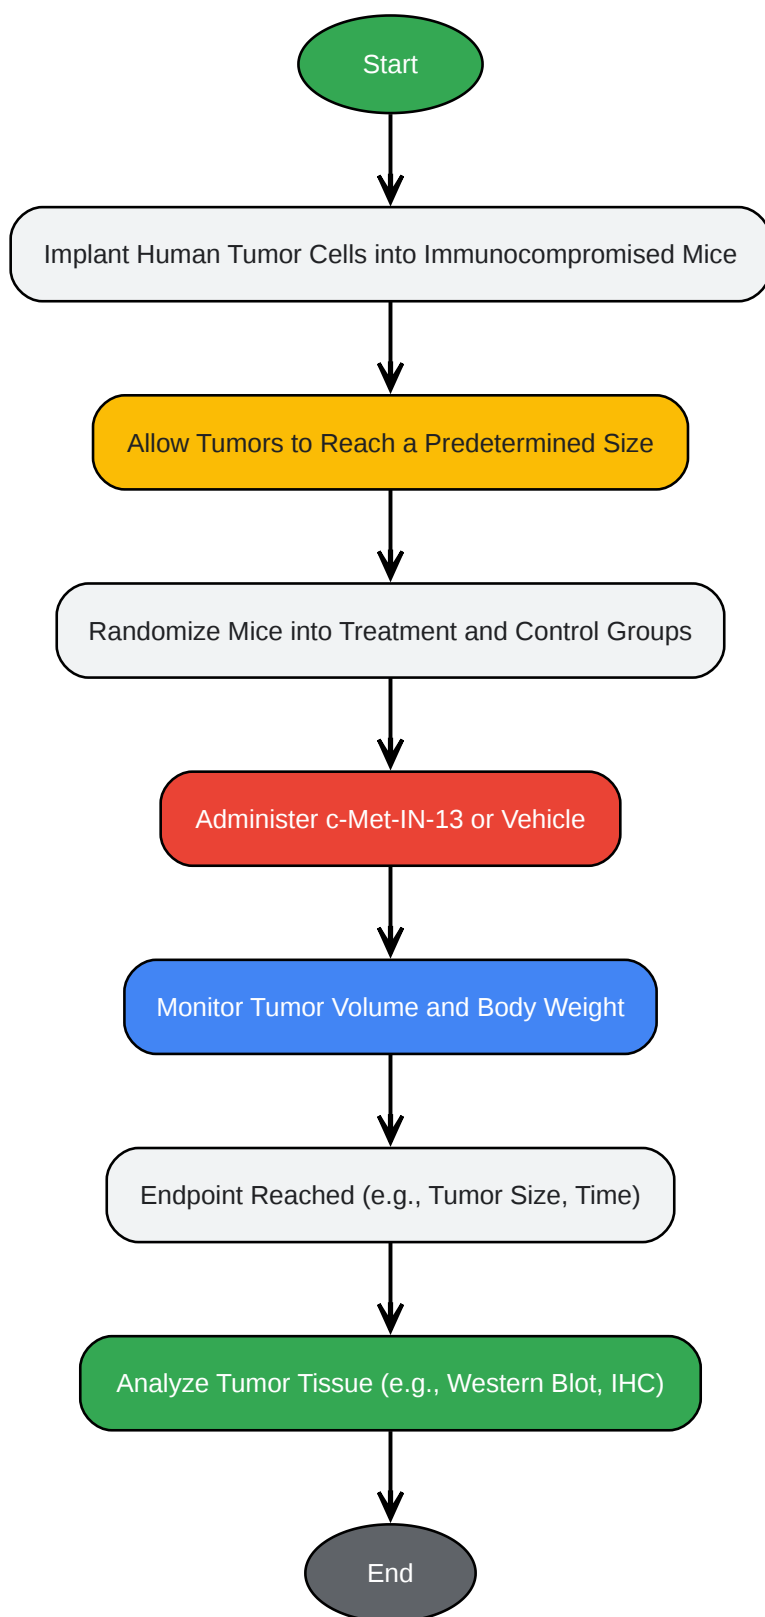 Start
Implant Human Tumor Cells into Immunocompromised Mice
Allow Tumors to Reach a Predetermined Size
Randomize Mice into Treatment and Control Groups
Administer c-Met-IN-13 or Vehicle
Monitor Tumor Volume and Body Weight
Endpoint Reached (e.g., Tumor Size, Time)
Analyze Tumor Tissue (e.g., Western Blot, IHC)
End